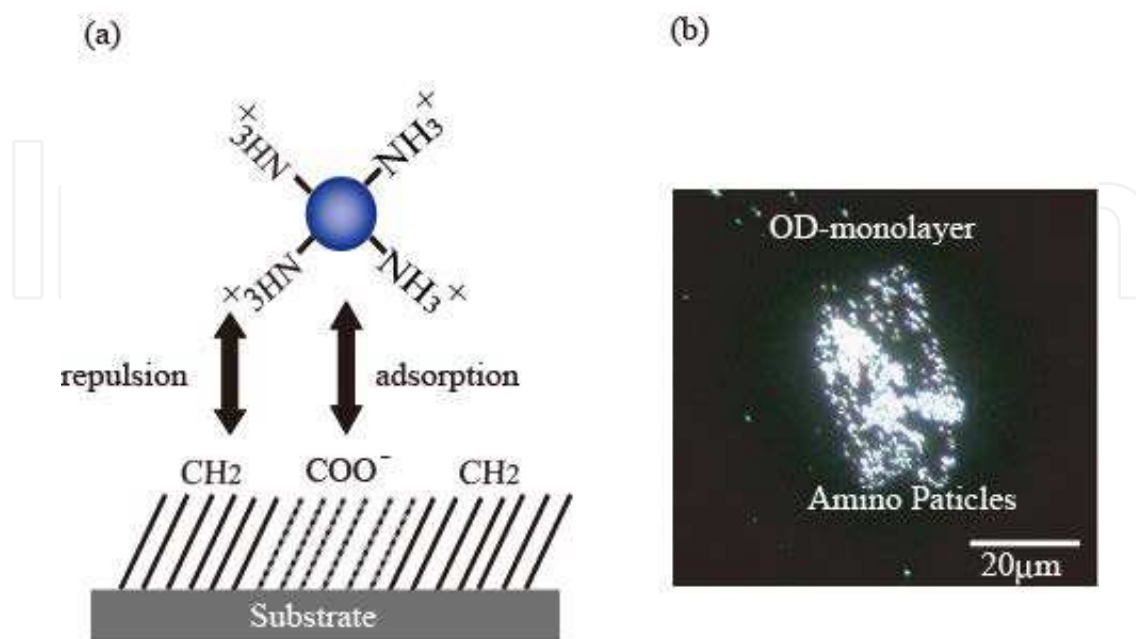 (a)
(b)
+
3HN
NH3
+
3HN
+
NH3
+
repulsion
adsorption
CH2
COO-
CH2
Substrate
OD-monolayer
Amino Paticles
20μm